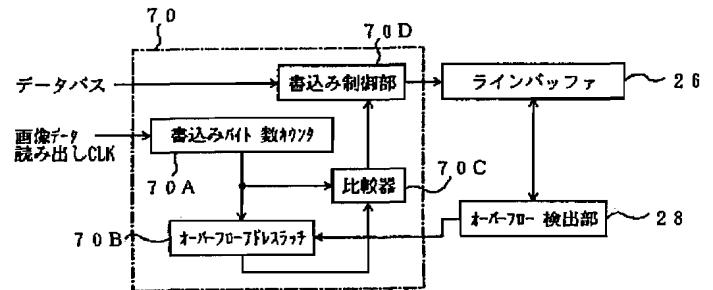 70
70D
データバス
書込み制御部
ラインバッファ
26
画像データ
読み出しCLK
書込みバイト数カウンタ
70A
比較器
70C
70B
オーバーフローアドレスラッチ
オーバーフロー検出部
28